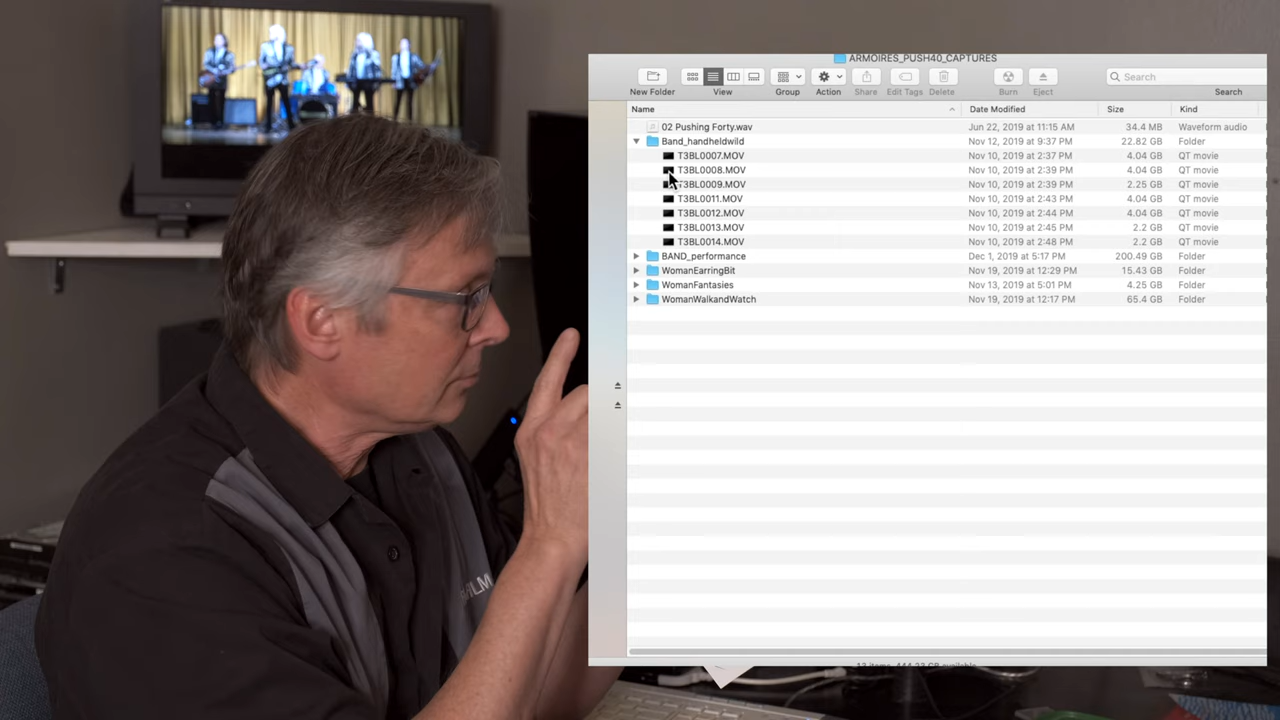 ARMOIRES_PUSH40_CAPTURES
New Folder View Group Action Share Edit Tags Delete Burn Eject Search
Search
Name Date Modified Size Kind
02 Pushing Forty.wav Jun 22, 2019 at 11:15 AM 34.4 MB Waveform audio
Band_handheldwild Nov 12, 2019 at 9:37 PM 22.82 GB Folder
T3BL0007.MOV Nov 10, 2019 at 2:37 PM 4.04 GB QT movie
T3BL0008.MOV Nov 10, 2019 at 2:39 PM 4.04 GB QT movie
T3BL0009.MOV Nov 10, 2019 at 2:39 PM 2.25 GB QT movie
T3BL0011.MOV Nov 10, 2019 at 2:43 PM 4.04 GB QT movie
T3BL0012.MOV Nov 10, 2019 at 2:44 PM 4.04 GB QT movie
T3BL0013.MOV Nov 10, 2019 at 2:45 PM 2.2 GB QT movie
T3BL0014.MOV Nov 10, 2019 at 2:48 PM 2.2 GB QT movie
BAND_performance Dec 1, 2019 at 5:17 PM 200.49 GB Folder
WomanEarringBit Nov 19, 2019 at 12:29 PM 15.43 GB Folder
WomanFantasies Nov 13, 2019 at 5:01 PM 4.25 GB Folder
WomanWalkandWatch Nov 19, 2019 at 12:17 PM 65.4 GB Folder